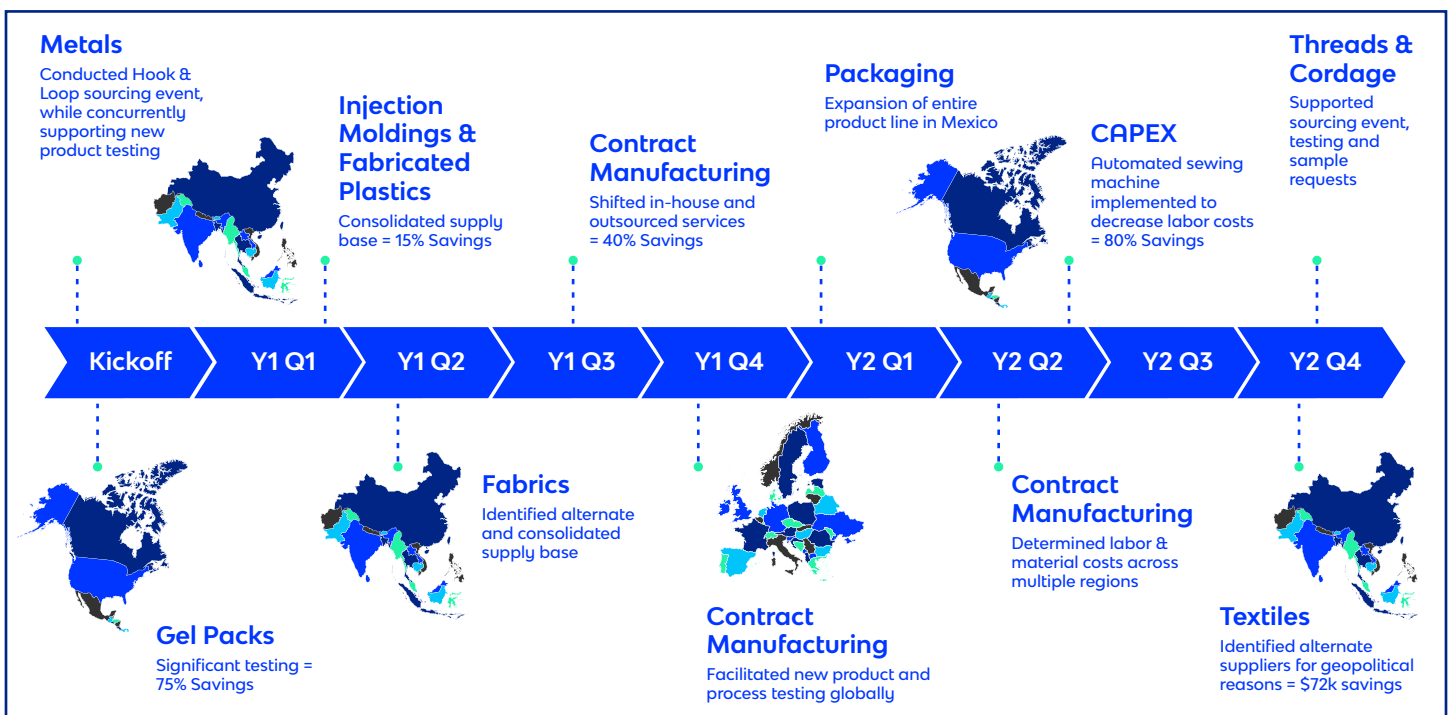 Metals
Conducted Hook &
Loop sourcing event,
while concurrently
supporting new
product testing
Injection
Moldings &
Fabricated
Plastics
Consolidated supply
base = 15% Savings
Contract
Manufacturing
Shifted in-house and
outsourced services
= 40% Savings
Packaging
Expansion of entire
product line in Mexico
CAPEX
Automated sewing
machine
implemented to
decrease labor costs
= 80% Savings
Threads &
Cordage
Supported
sourcing event,
testing and
sample
requests
Kickoff
Y1 Q1
Y1 Q2
Y1 Q3
Y1 Q4
Y2 Q1
Y2 Q2
Y2 Q3
Y2 Q4
Gel Packs
Significant testing =
75% Savings
Fabrics
Identified alternate
and consolidated
supply base
Contract
Manufacturing
Facilitated new product and
process testing globally
Contract
Manufacturing
Determined labor &
material costs across
multiple regions
Textiles
Identified alternate
suppliers for geopolitical
reasons = $72k savings